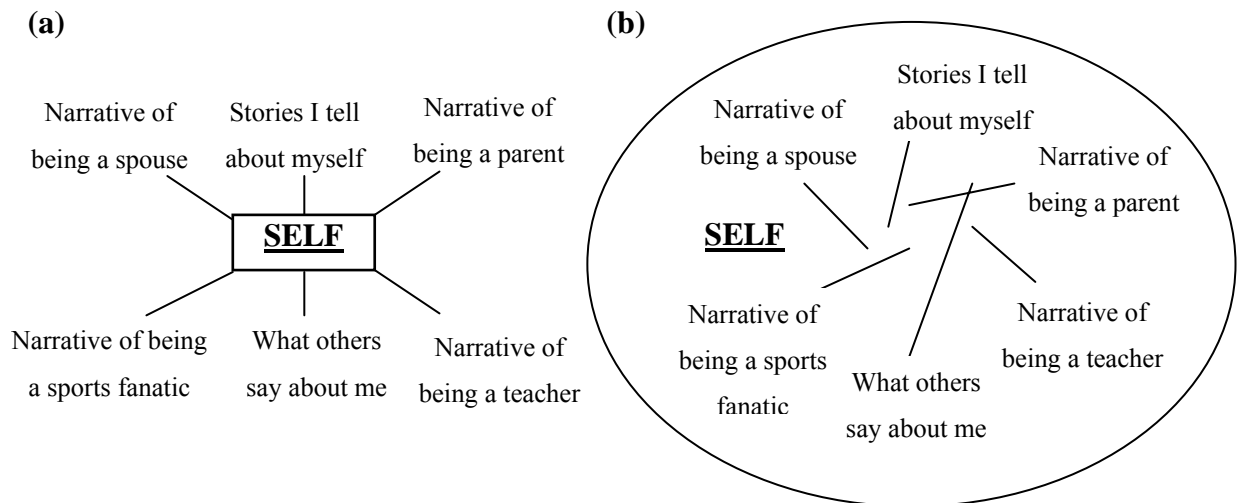 (a)
Narrative of
being a spouse
Stories I tell
about myself
Narrative of
being a parent
SELF
Narrative of being
a sports fanatic
What others
say about me
Narrative of
being a teacher
(b)
Stories I tell
about myself
Narrative of
being a spouse
Narrative of
being a parent
SELF
Narrative of
being a sports
fanatic
What others
say about me
Narrative of
being a teacher